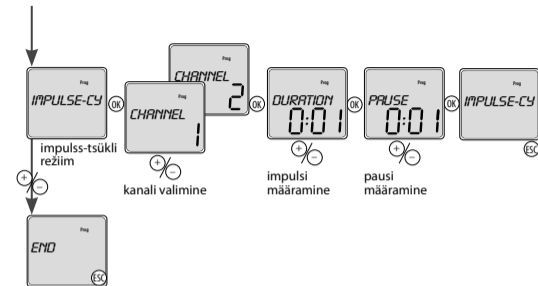 Prog
IMPULSE-CY
OK
Prog
CHANNEL
2
Prog
CHANNEL
1
OK
Prog
DURATION
0:01
OK
Prog
PAUSE
0:01
OK
Prog
IMPULSE-CY
ESC
impulss-tsükli
režiim
+/−
+/−
kanali valimine
+/−
impulsi
määramine
+/−
pausi
määramine
Prog
END
ESC